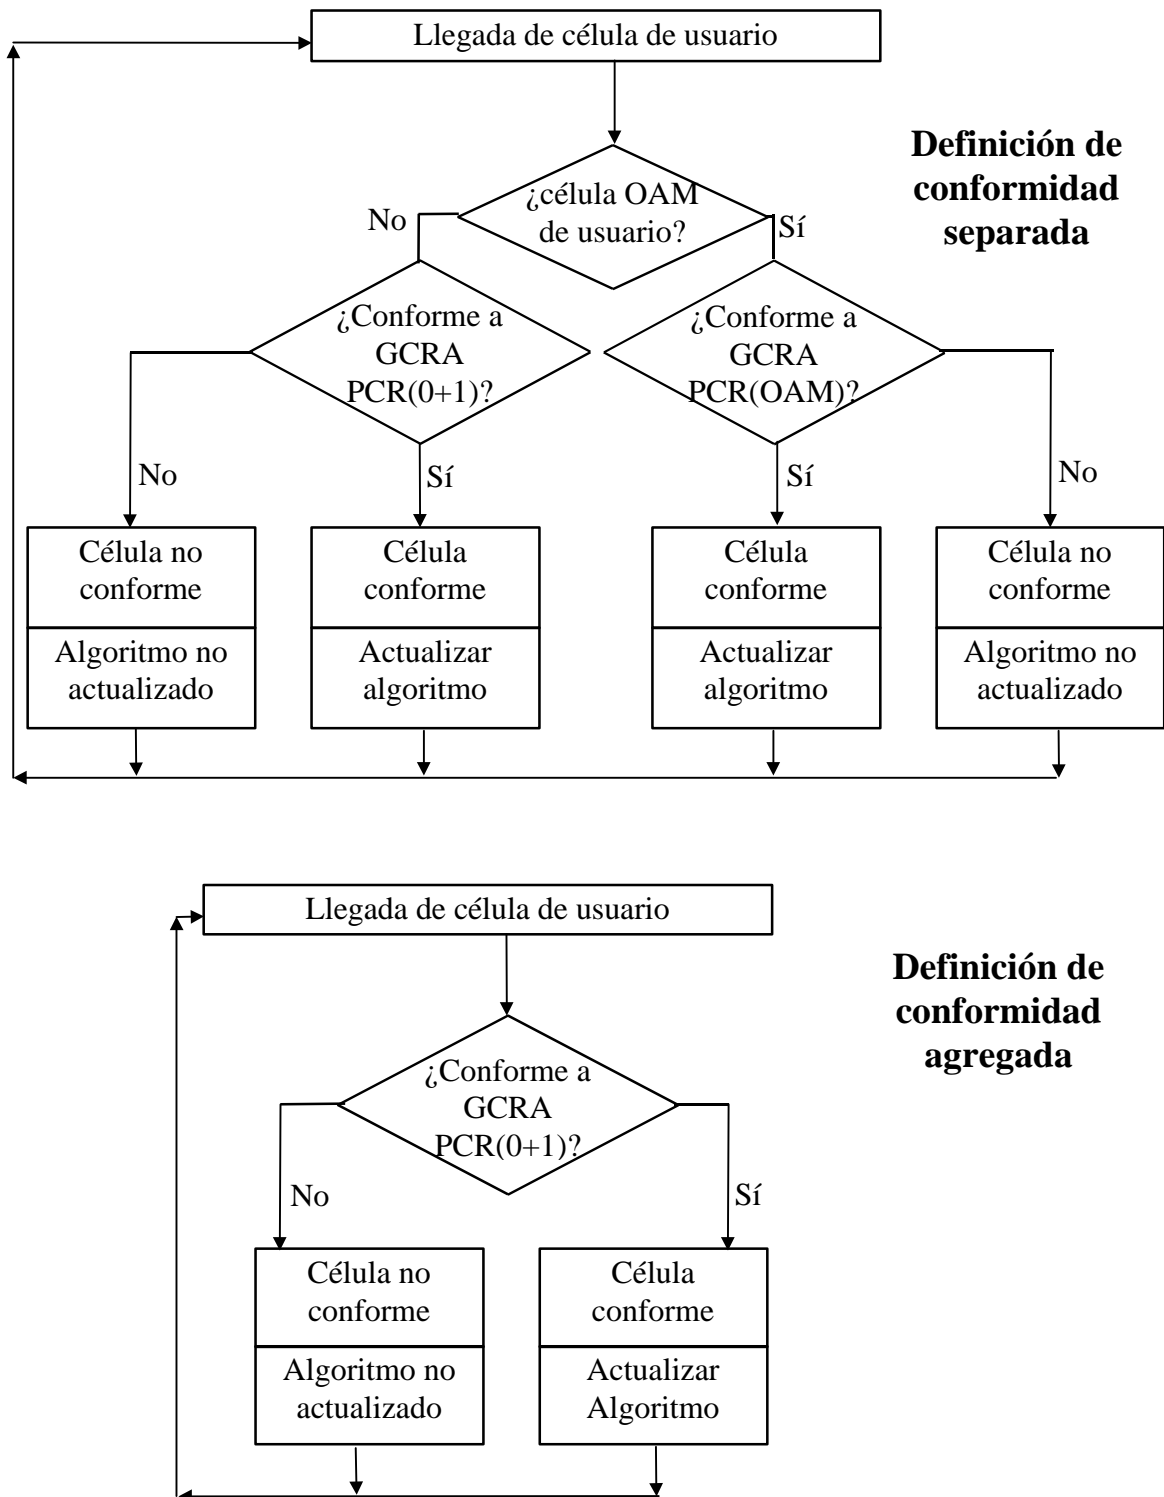 Llegada de célula de usuario
Definición de
conformidad
separada
¿célula OAM
de usuario?
No
Sí
¿Conforme a
GCRA
PCR(0+1)?
¿Conforme a
GCRA
PCR(OAM)?
No
Sí
Sí
No
Célula no
conforme
Algoritmo no
actualizado
Célula
conforme
Actualizar
algoritmo
Célula
conforme
Actualizar
algoritmo
Célula no
conforme
Algoritmo no
actualizado
Llegada de célula de usuario
Definición de
conformidad
agregada
¿Conforme a
GCRA
PCR(0+1)?
No
Sí
Célula no
conforme
Algoritmo no
actualizado
Célula
conforme
Actualizar
Algoritmo